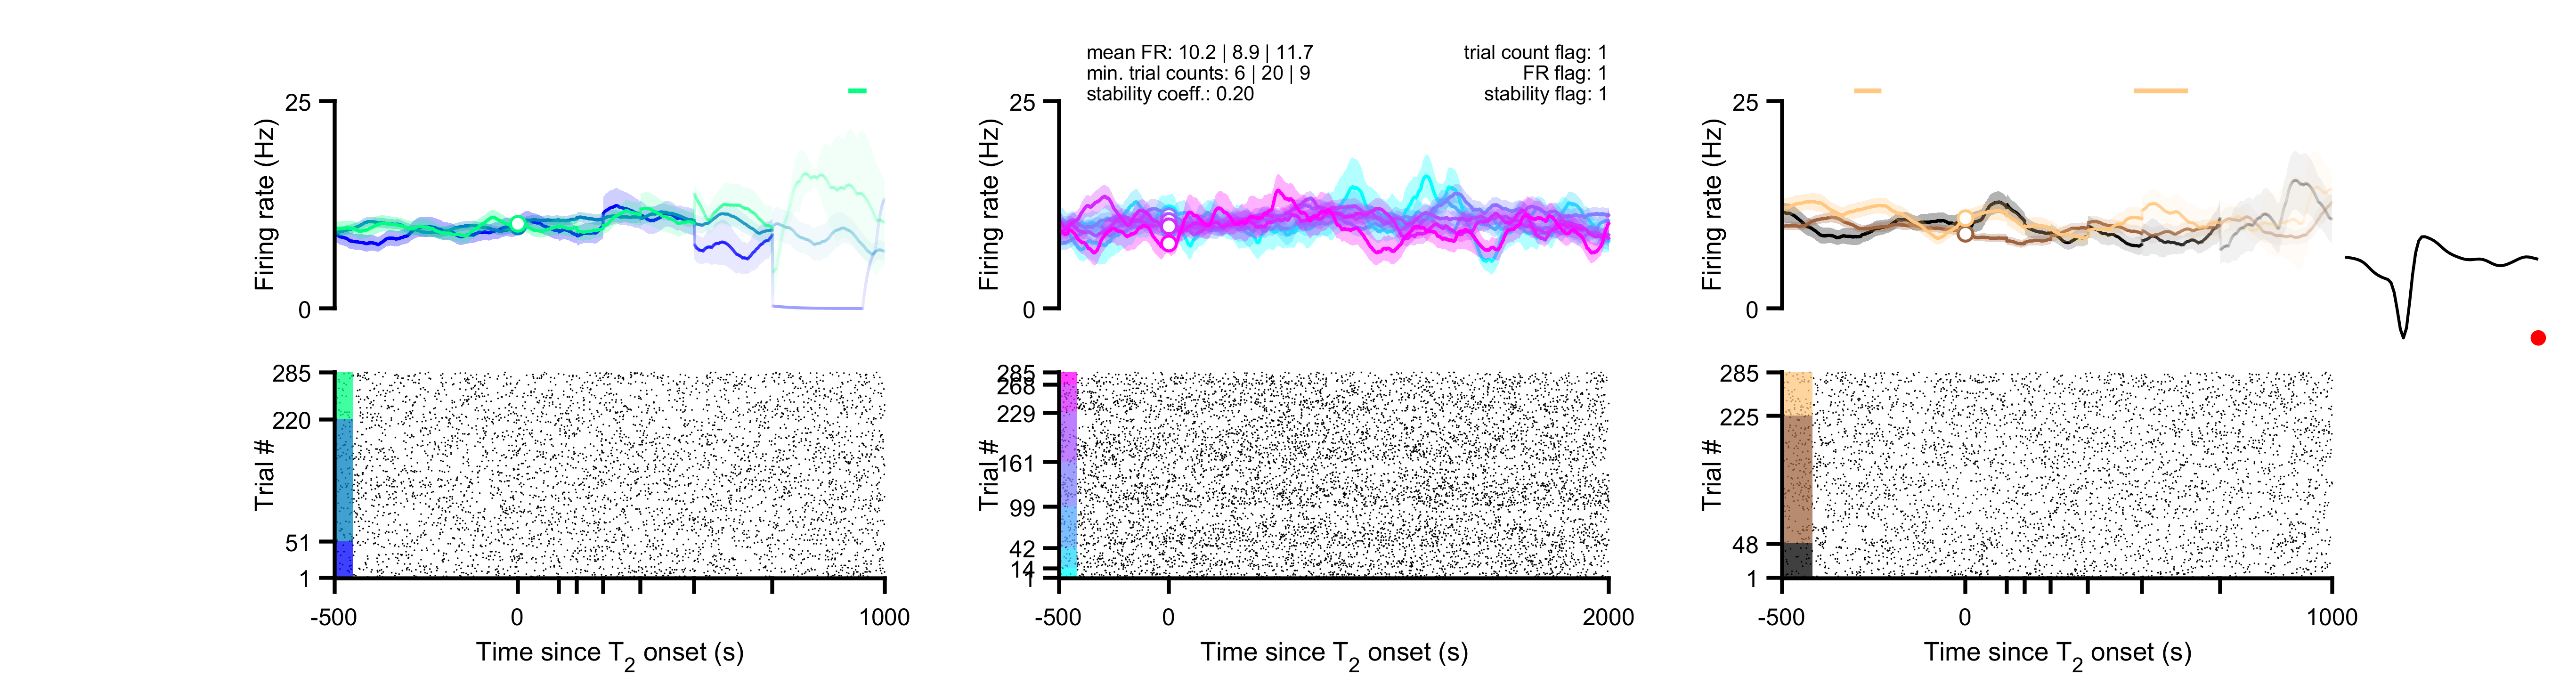 mean FR: 10.2 | 8.9 | 11.7
min. trial counts: 6 | 20 | 9
stability coeff.: 0.20
trial count flag: 1
FR flag: 1
stability flag: 1
25
Firing rate (Hz)
0
25
Firing rate (Hz)
0
25
Firing rate (Hz)
0
285
220
Trial #
51
1
-500
0
1000
Time since T2 onset (s)
285
268
229
Trial #
161
99
42
14
-500
0
2000
Time since T2 onset (s)
285
225
Trial #
48
1
-500
0
1000
Time since T2 onset (s)